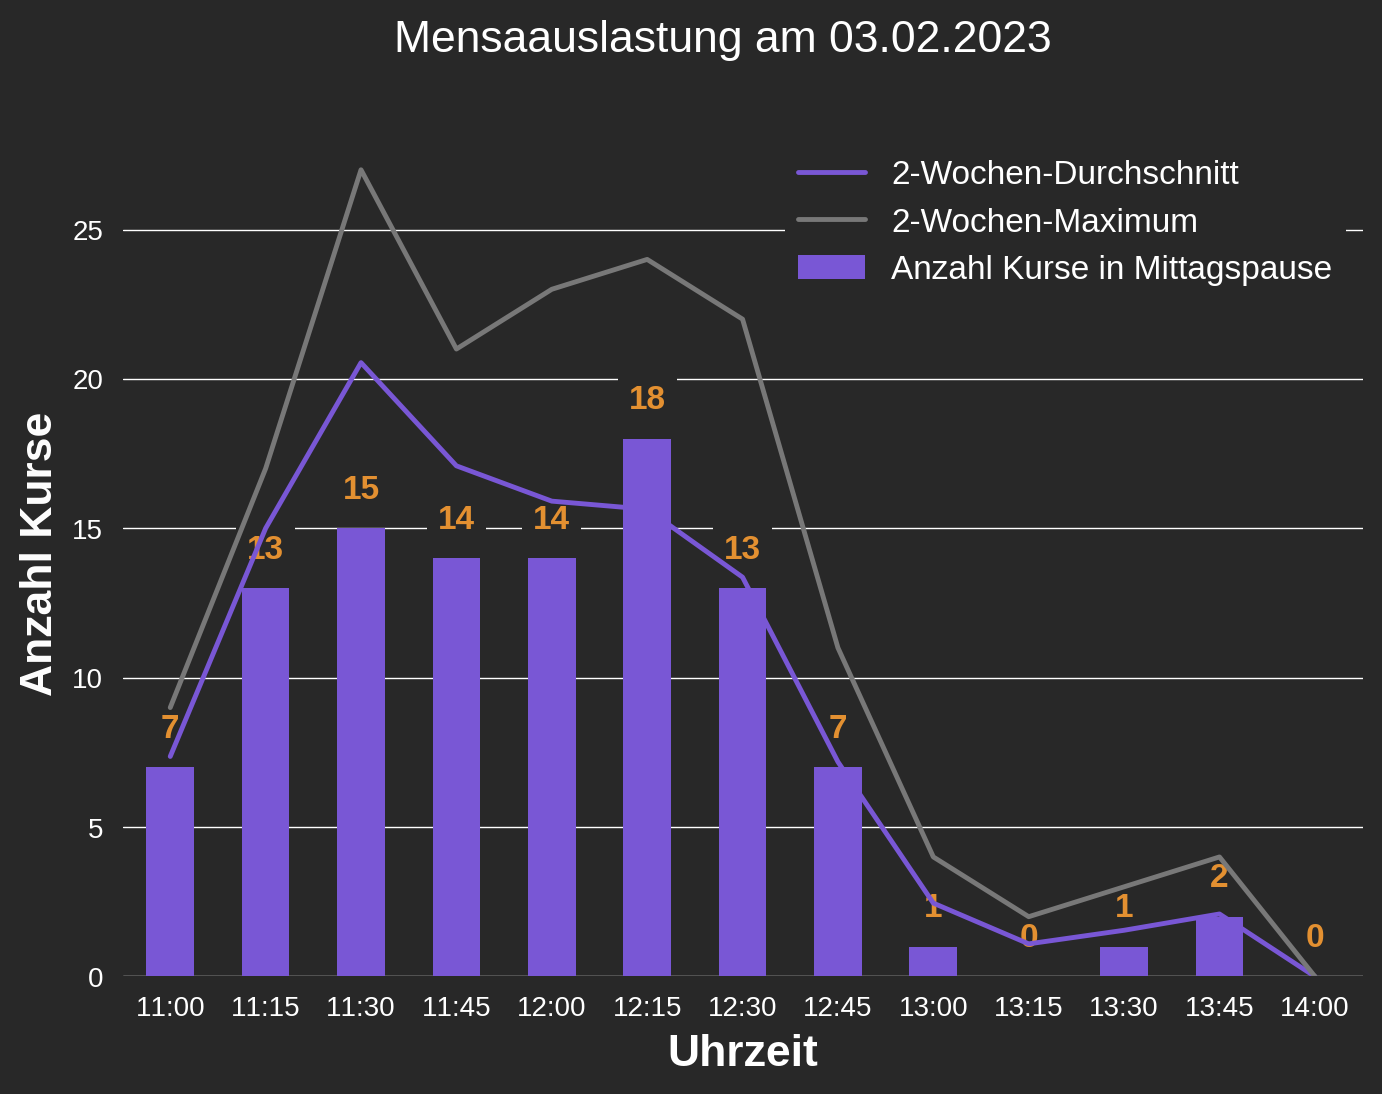 Mensaauslastung am 03.02.2023
2-Wochen-Durchschnitt
2-Wochen-Maximum
Anzahl Kurse in Mittagspause
Anzahl Kurse
25
20
15
10
5
0
7
13
15
14
14
18
13
7
1
0
1
2
0
11:00 11:15 11:30 11:45 12:00 12:15 12:30 12:45 13:00 13:15 13:30 13:45 14:00
Uhrzeit